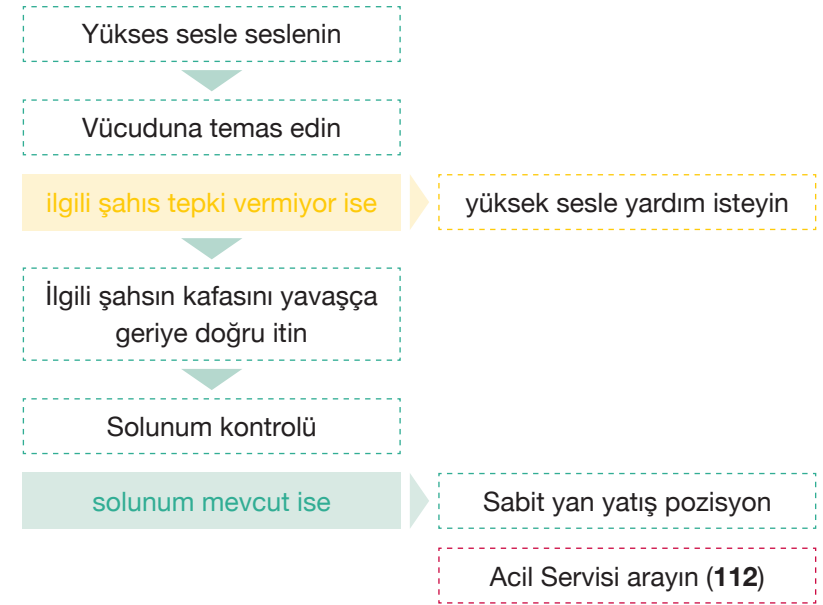 Yükses sesle seslenin
Vücuduna temas edin
ilgili şahıs tepki vermiyor ise
yüksek sesle yardım isteyin
İlgili şahsın kafasını yavaşça
geriye doğru itin
Solunum kontrolü
solunum mevcut ise
Sabit yan yatış pozisyon
Acil Servisi arayın (112)